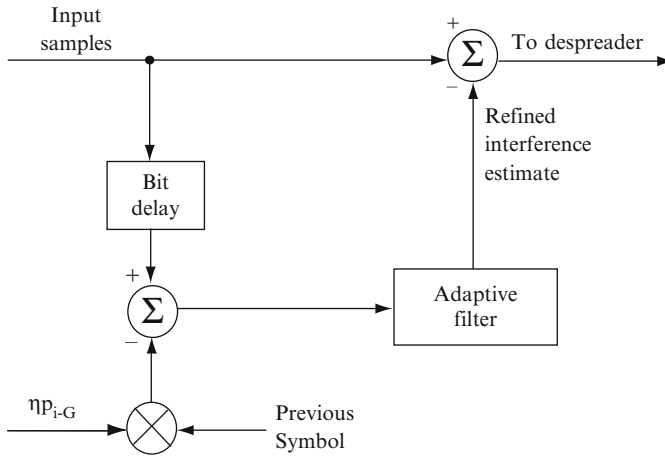 Input
samples
+
Σ
To despreader
−
Refined
interference
estimate
Bit
delay
+
Σ
−
Adaptive
filter
ηp_{i-G}
Previous
Symbol